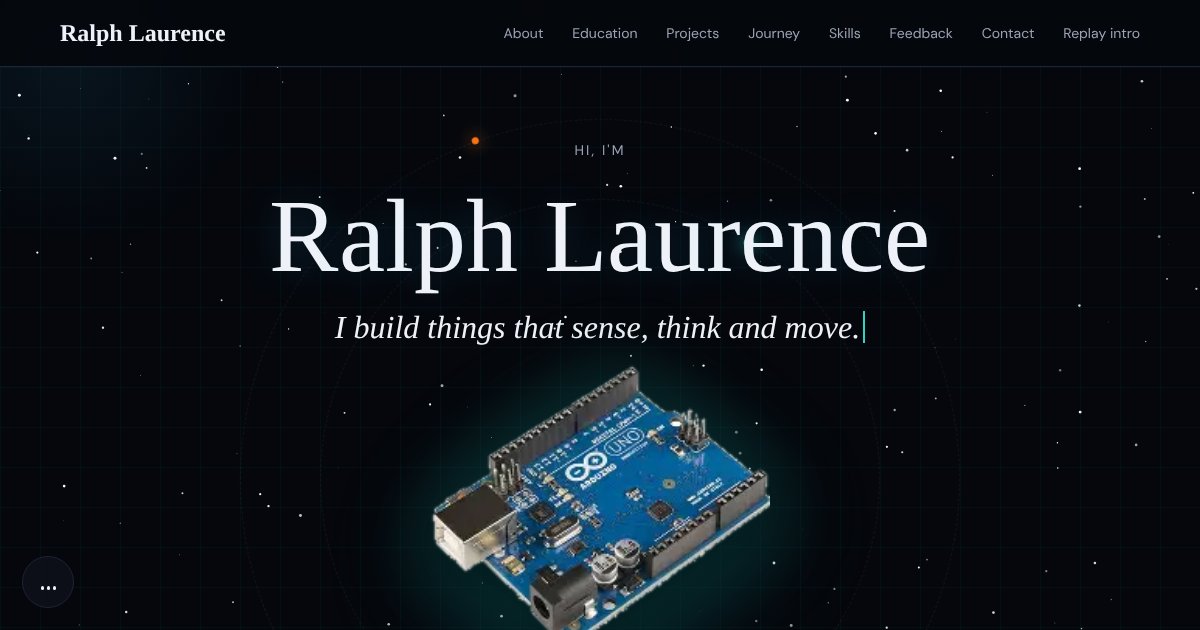 Ralph Laurence
About Education Projects Journey Skills Feedback Contact Replay intro
HI, I'M
Ralph Laurence
I build things that sense, think and move.
UNO
ARDUINO
...